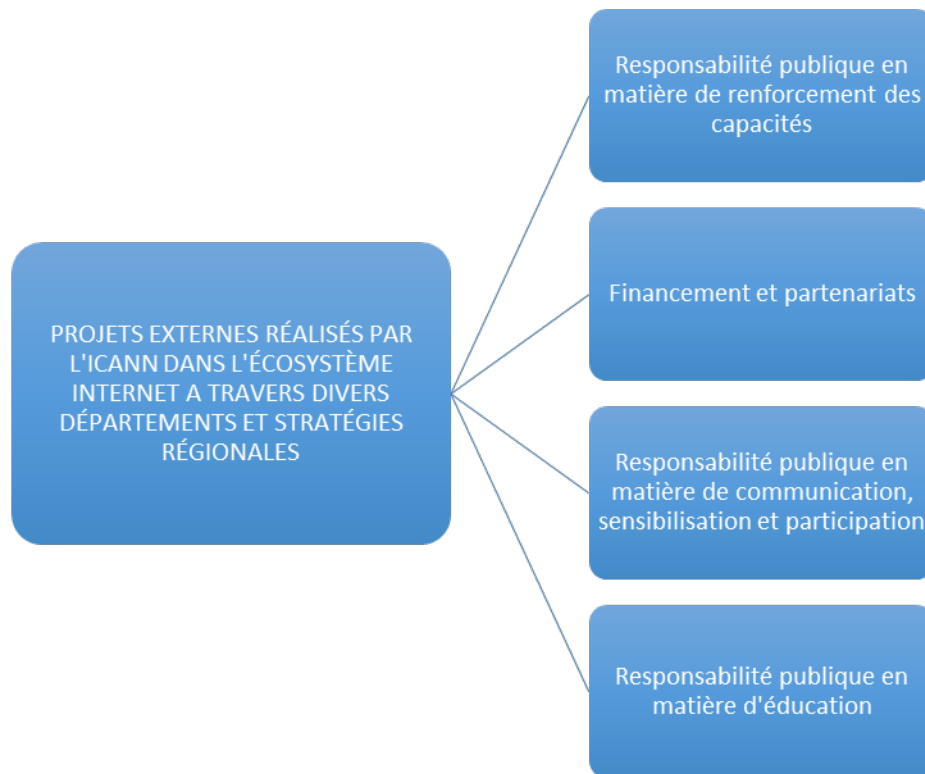 PROJETS EXTERNES RÉALISÉS PAR
L'ICANN DANS L'ÉCOSYSTÈME
INTERNET A TRAVERS DIVERS
DÉPARTEMENTS ET STRATÉGIES
RÉGIONALES
Responsabilité publique en
matière de renforcement des
capacités
Financement et partenariats
Responsabilité publique en
matière de communication,
sensibilisation et participation
Responsabilité publique en
matière d'éducation